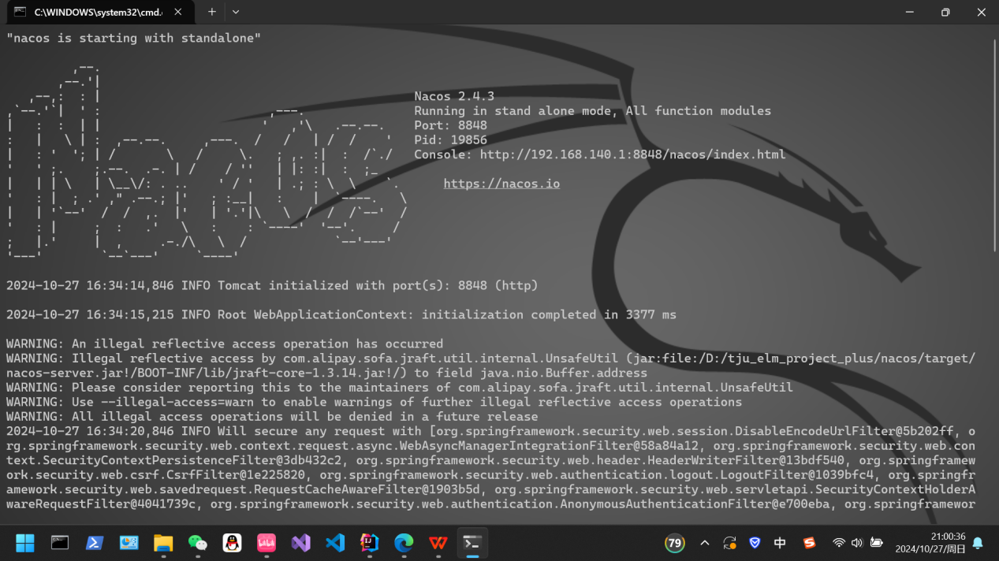 C:\WINDOWS\system32\cmd.
"nacos is starting with standalone"
Nacos 2.4.3
Running in stand alone mode, All function modules
Port: 8848
Pid: 19856
Console: http://192.168.140.1:8848/nacos/index.html
https://nacos.io
2024-10-27 16:34:14,846 INFO Tomcat initialized with port(s): 8848 (http)
2024-10-27 16:34:15,215 INFO Root WebApplicationContext: initialization completed in 3377 ms
WARNING: An illegal reflective access operation has occurred
WARNING: Illegal reflective access by com.alipay.sofa.jraft.util.internal.UnsafeUtil (jar:file:/D:/tju_elm_project_plus/nacos/target/
nacos-server.jar!/BOOT-INF/lib/jraft-core-1.3.14.jar!/) to field java.nio.Buffer.address
WARNING: Please consider reporting this to the maintainers of com.alipay.sofa.jraft.util.internal.UnsafeUtil
WARNING: Use --illegal-access=warn to enable warnings of further illegal reflective access operations
WARNING: All illegal access operations will be denied in a future release
2024-10-27 16:34:20,846 INFO Will secure any request with [org.springframework.security.web.session.DisableEncodeUrlFilter@5b202ff, o
rg.springframework.security.web.context.request.async.WebAsyncManagerIntegrationFilter@58a84a12, org.springframework.security.web.con
text.SecurityContextPersistenceFilter@3db432c2, org.springframework.security.web.header.HeaderWriterFilter@13bdf540, org.springframew
ork.security.web.csrf.CsrfFilter@1e225820, org.springframework.security.web.authentication.logout.LogoutFilter@1039bfc4, org.springfr
amework.security.web.savedrequest.RequestCacheAwareFilter@1903b5d, org.springframework.security.web.servletapi.SecurityContextHolderA
wareRequestFilter@4041739c, org.springframework.security.web.authentication.AnonymousAuthenticationFilter@e700eba, org.springframewor
79
中
21:00:36
2024/10/27/周日